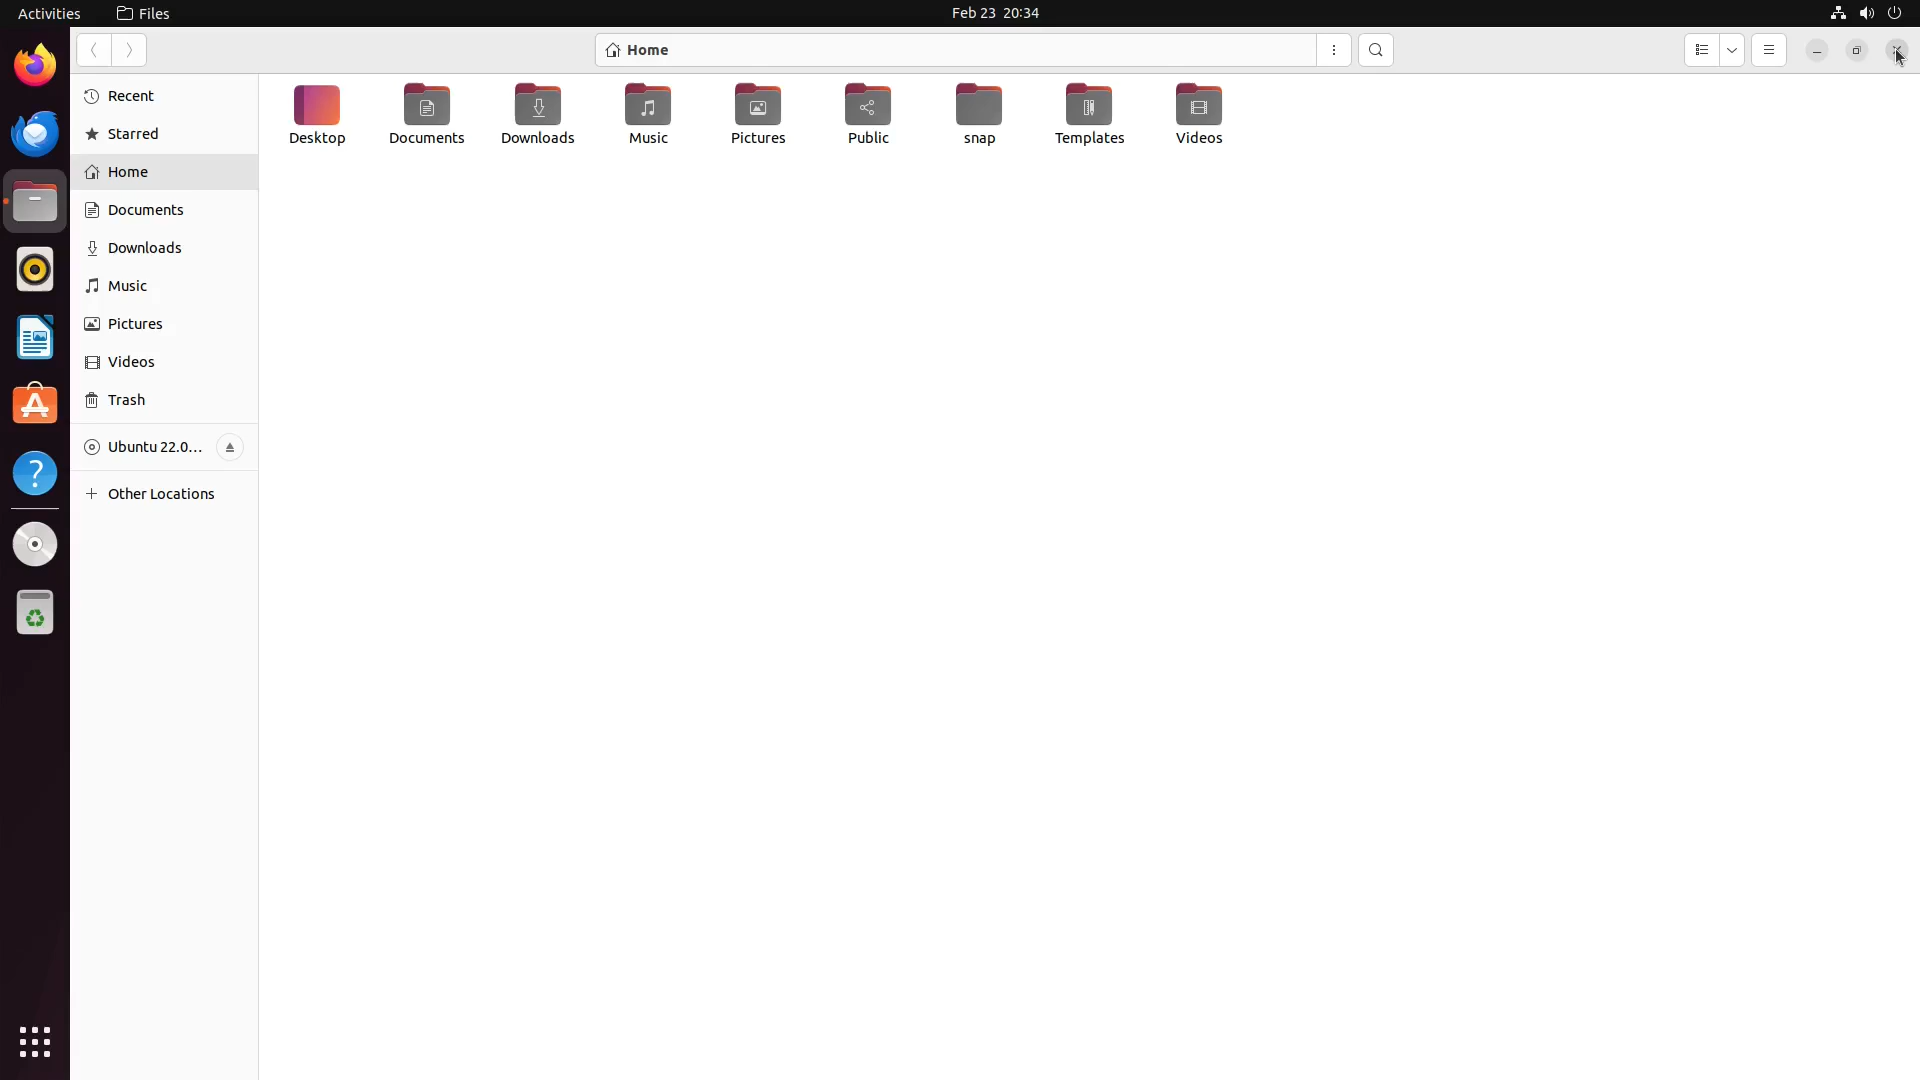 Activities
Files
Feb 23 20:34
Home
Recent
Starred
Home
Documents
Downloads
Music
Pictures
Videos
Trash
Ubuntu 22.0...
Other Locations
Desktop
Documents
Downloads
Music
Pictures
Public
snap
Templates
Videos